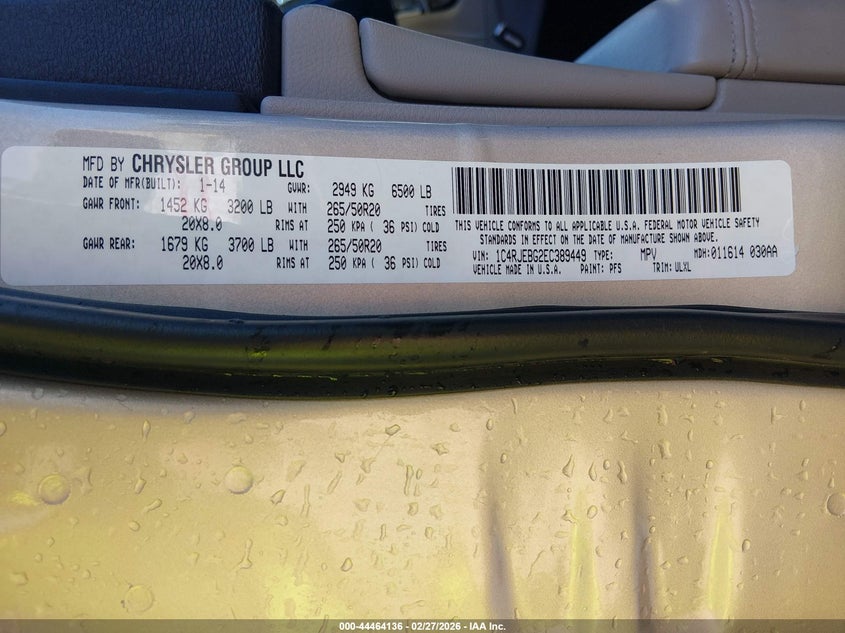 MFD BY CHRYSLER GROUP LLC
DATE OF MFR(BUILT): 1-14 GVWR: 2949 KG 6500 LB
GAWR FRONT: 1452 KG 3200 LB WITH 265/50R20 TIRES
20X8.0 RIMS AT 250 KPA ( 36 PSI) COLD
GAWR REAR: 1679 KG 3700 LB WITH 265/50R20 TIRES
20X8.0 RIMS AT 250 KPA ( 36 PSI) COLD
THIS VEHICLE CONFORMS TO ALL APPLICABLE U.S.A. FEDERAL MOTOR VEHICLE SAFETY
STANDARDS IN EFFECT ON THE DATE OF MANUFACTURE SHOWN ABOVE.
VIN: 1C4RJEBG2EC389449 TYPE: MPV MDH:011614 030AA
VEHICLE MADE IN U.S.A. PAINT: PFS TRIM: ULXL
000-44464136 - 02/27/2026 - IAA Inc.